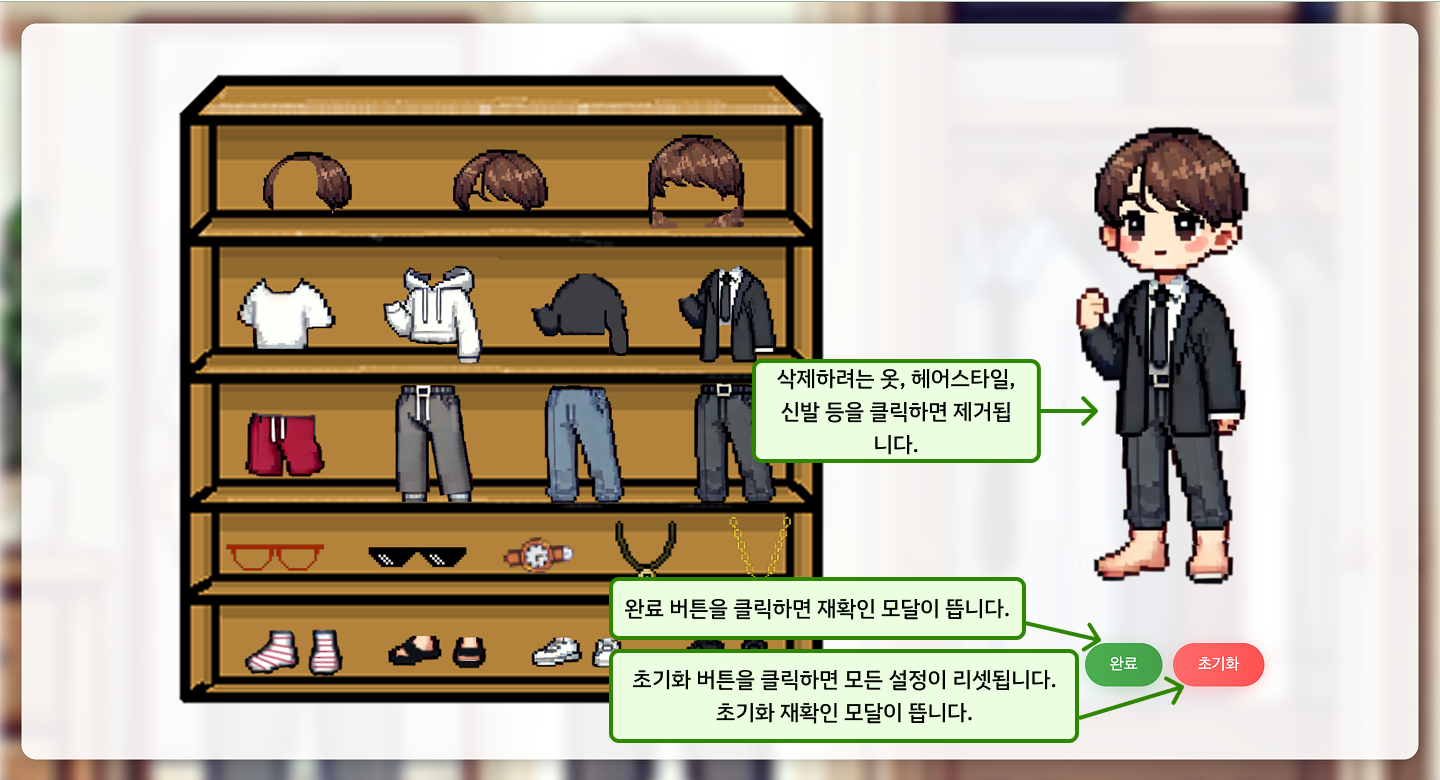 삭제하려는 옷, 헤어스타일,
신발 등을 클릭하면 제거됩
니다.
완료 버튼을 클릭하면 재확인 모달이 뜹니다.
초기화 버튼을 클릭하면 모든 설정이 리셋됩니다.
초기화 재확인 모달이 뜹니다.
완료
초기화